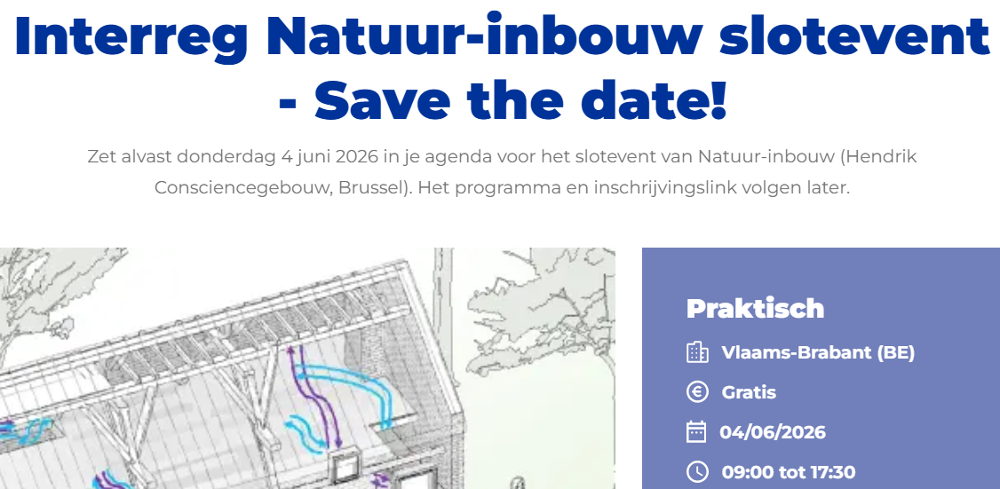 Interreg Natuur-inbouw slotevent
- Save the date!
Zet alvast donderdag 4 juni 2026 in je agenda voor het slotevent van Natuur-inbouw (Hendrik
Consciencegebouw, Brussel). Het programma en inschrijvingslink volgen later.
Praktisch
Vlaams-Brabant (BE)
Gratis
04/06/2026
09:00 tot 17:30